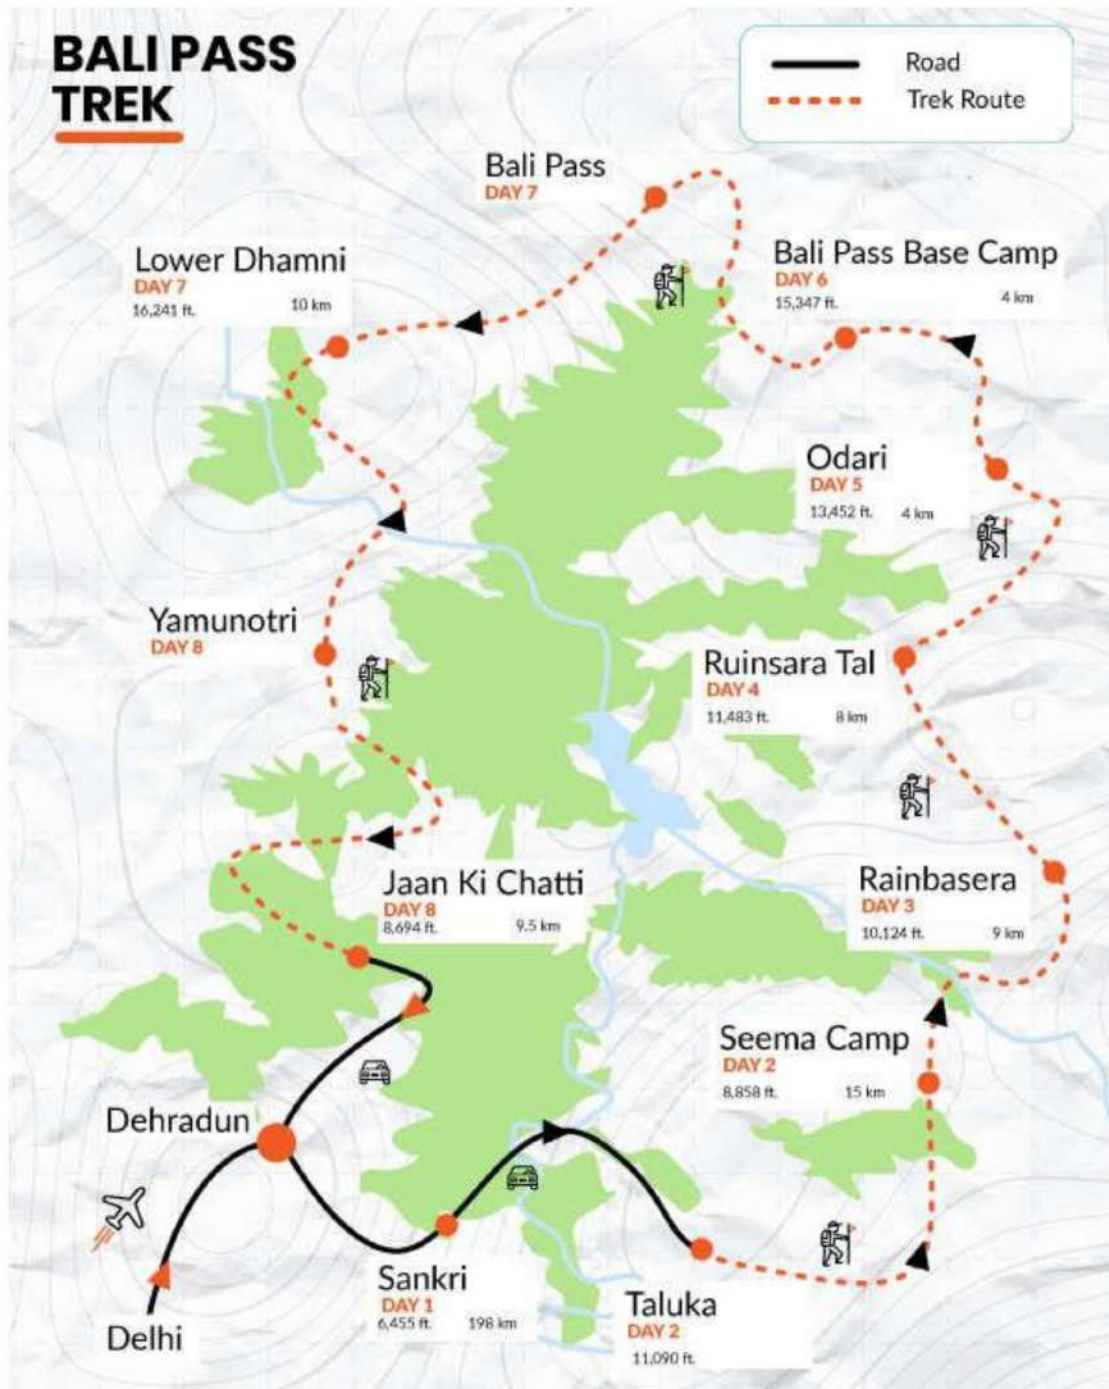 BALI PASS
TREK
Road
Trek Route
Bali Pass
DAY 7
Lower Dhamni
DAY 7
16,241 ft. 10 km
Bali Pass Base Camp
DAY 6
15,347 ft. 4 km
Odari
DAY 5
13,452 ft. 4 km
Yamunotri
DAY 8
Ruinsara Tal
DAY 4
11,483 ft. 8 km
Jaan Ki Chatti
DAY 8
8,694 ft. 9.5 km
Rainbasera
DAY 3
10,124 ft. 9 km
Seema Camp
DAY 2
8,858 ft. 15 km
Dehradun
Sankri
DAY 1
6,455 ft. 198 km
Taluka
DAY 2
11,090 ft.
Delhi